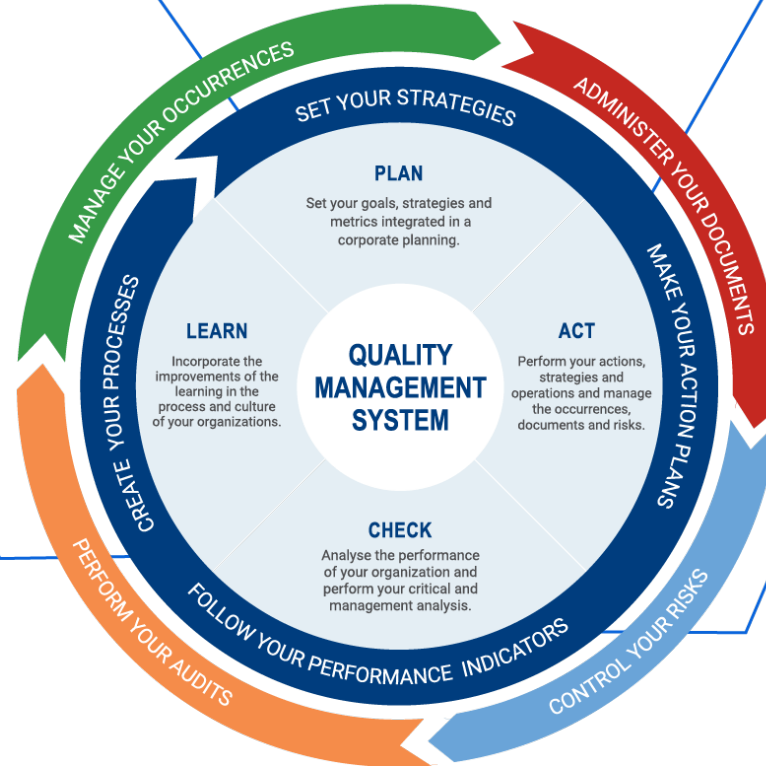 MANAGE YOUR OCCURRENCES
ADMINISTER YOUR DOCUMENTS
SET YOUR STRATEGIES
PLAN
Set your goals, strategies and
metrics integrated in a
corporate planning.
MAKE YOUR ACTION PLANS
CREATE YOUR PROCESSES
LEARN
Incorporate the
improvements of the
learning in the
process and culture
of your organizations.
QUALITY
MANAGEMENT
SYSTEM
ACT
Perform your actions,
strategies and
operations and manage
the occurrences,
documents and risks.
CHECK
Analyse the performance
of your organization and
perform your critical and
management analysis.
FOLLOW YOUR PERFORMANCE INDICATORS
PERFORM YOUR AUDITS
CONTROL YOUR RISKS